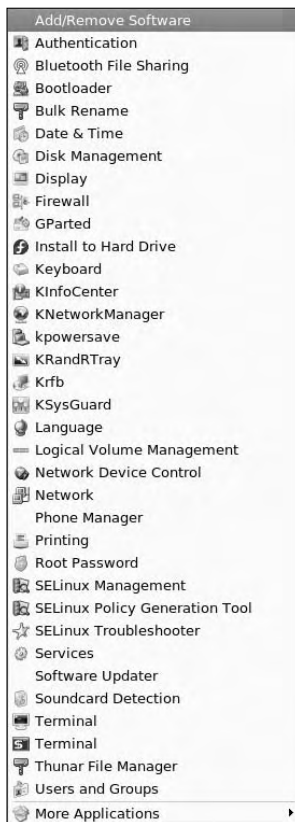 Add/Remove Software
Authentication
Bluetooth File Sharing
Bootloader
Bulk Rename
Date & Time
Disk Management
Display
Firewall
GParted
Install to Hard Drive
Keyboard
KInfoCenter
KNetworkManager
kpowersave
KRandRTray
Krfb
KSysGuard
Language
Logical Volume Management
Network Device Control
Network
Phone Manager
Printing
Root Password
SELinux Management
SELinux Policy Generation Tool
SELinux Troubleshooter
Services
Software Updater
Soundcard Detection
Terminal
Terminal
Thunar File Manager
Users and Groups
More Applications